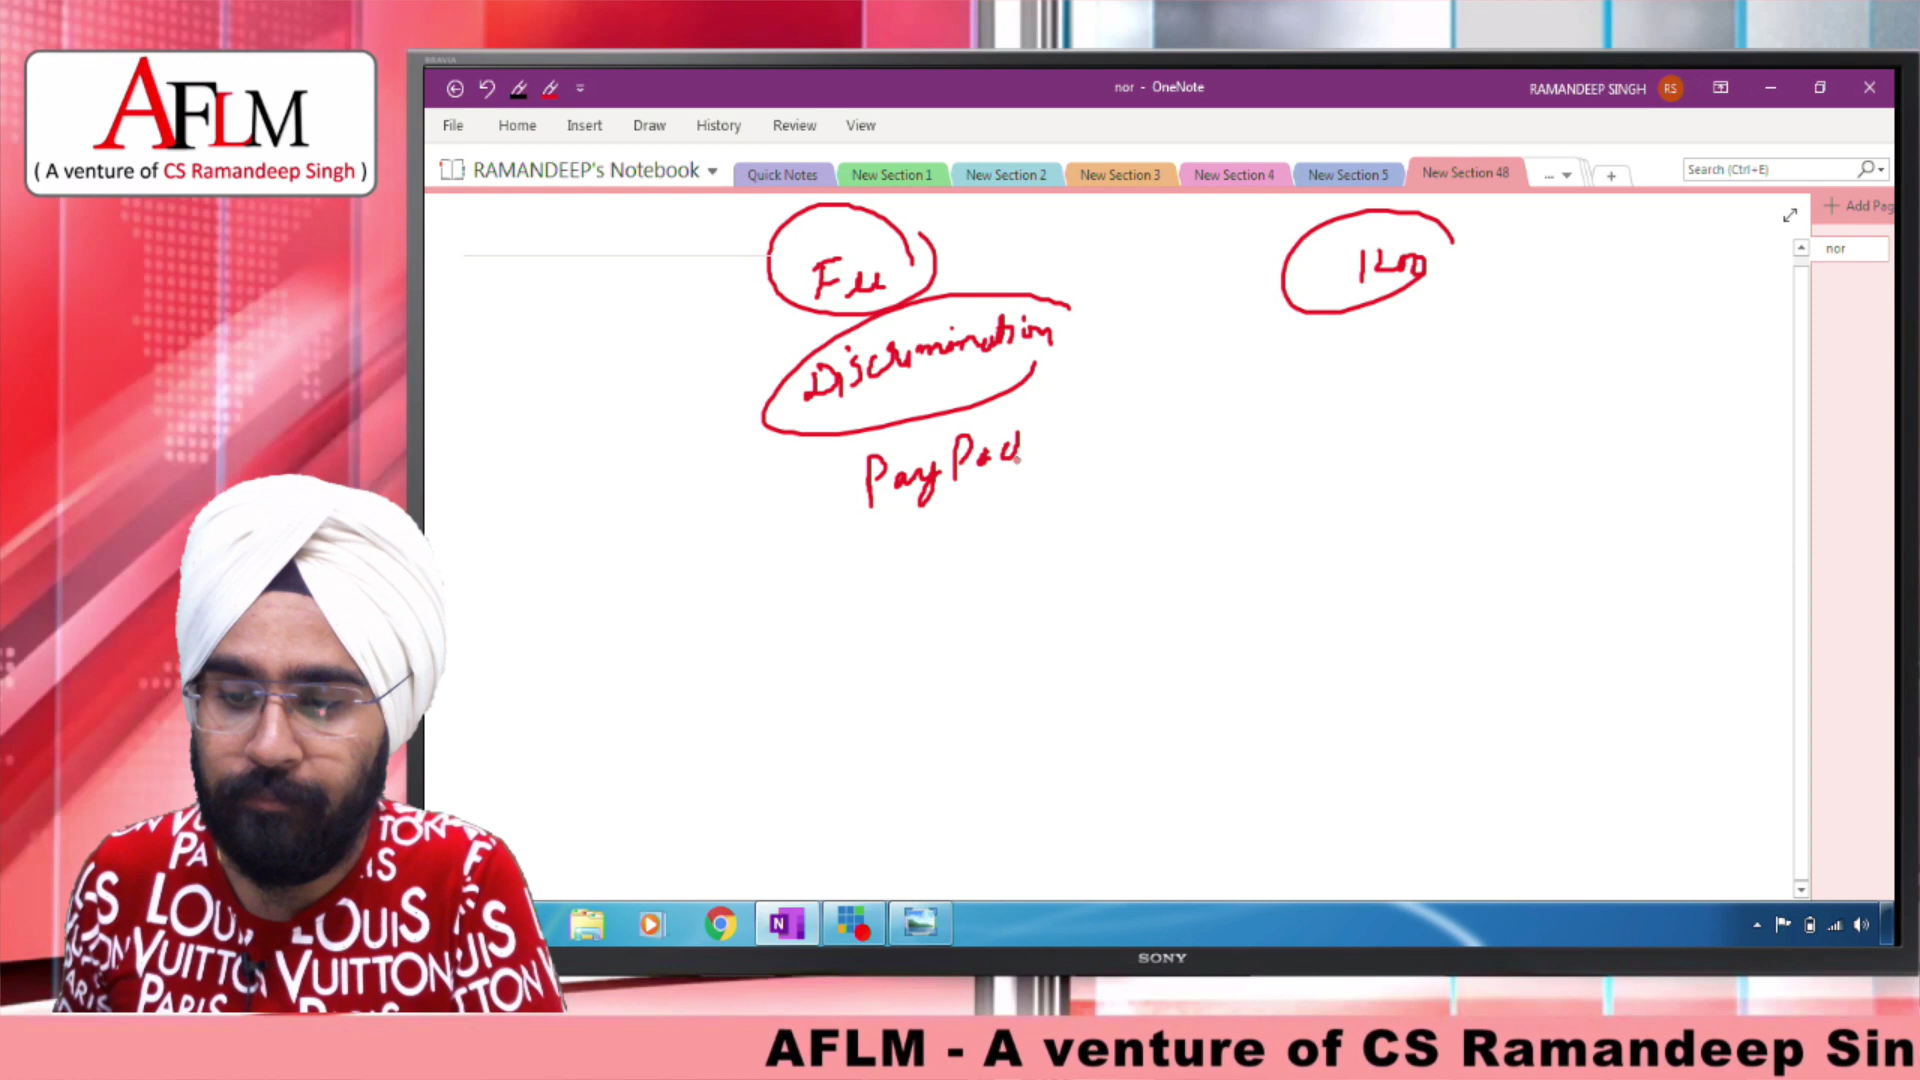 AFLM
( A venture of CS Ramandeep Singh )
BRAVIA
nor - OneNote
RAMANDEEP SINGH
RS
File
Home
Insert
Draw
History
Review
View
RAMANDEEP's Notebook
Quick Notes
New Section 1
New Section 2
New Section 3
New Section 4
New Section 5
New Section 48
...
Search (Ctrl+E)
Add Pag
nor
Discrimination
Pay Pad
N
SONY
LOUIS
VUITTON
PARIS
AFLM - A venture of CS Ramandeep Sin